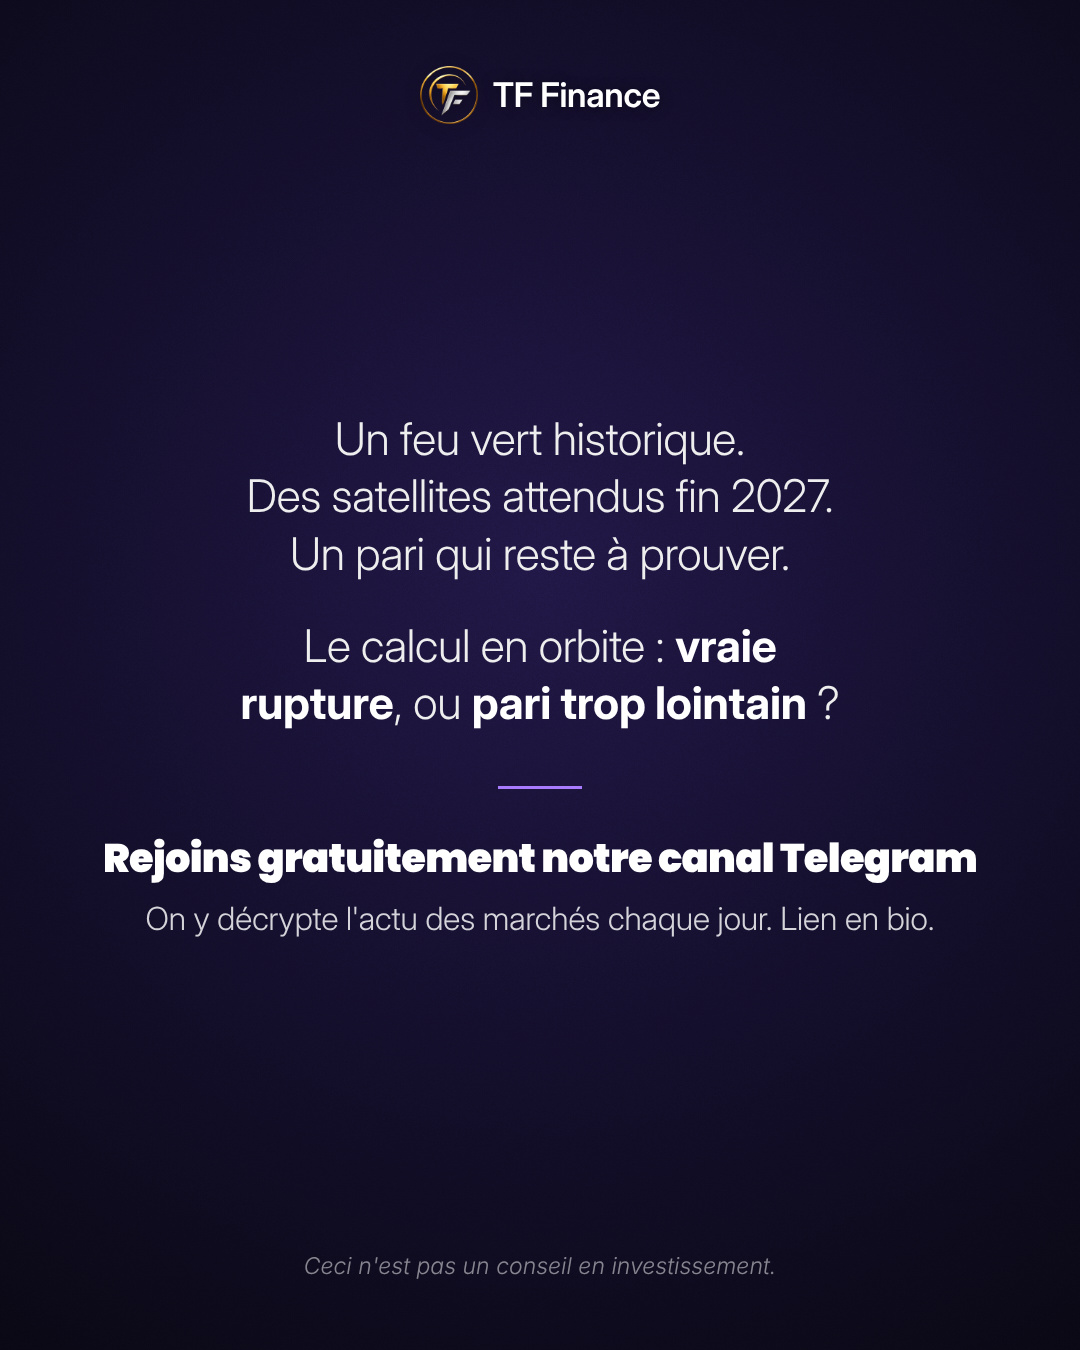 TF TF Finance
Un feu vert historique.
Des satellites attendus fin 2027.
Un pari qui reste à prouver.
Le calcul en orbite : vraie
rupture, ou pari trop lointain ?
Rejoins gratuitement notre canal Telegram
On y décrypte l'actu des marchés chaque jour. Lien en bio.
Ceci n'est pas un conseil en investissement.